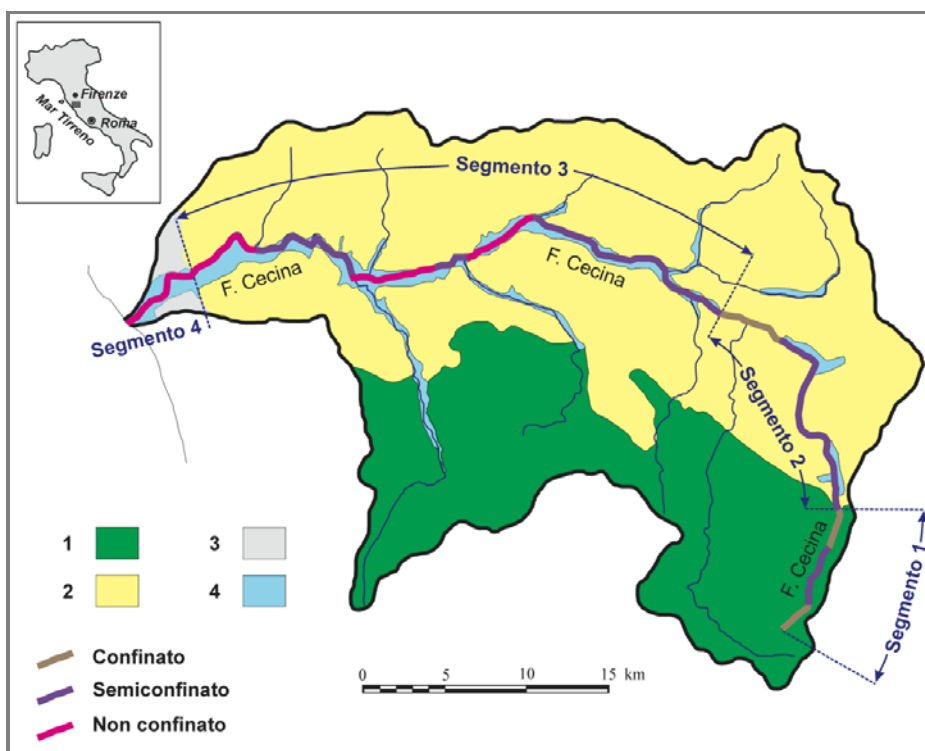 Firenze
Mar Tirreno
Roma
Segmento 3
F. Cecina
F. Cecina
Segmento 4
Segmento 2
F. Cecina
Segmento 1
1
3
2
4
Confinato
Semiconfinato
Non confinato
0 5 10 15 km